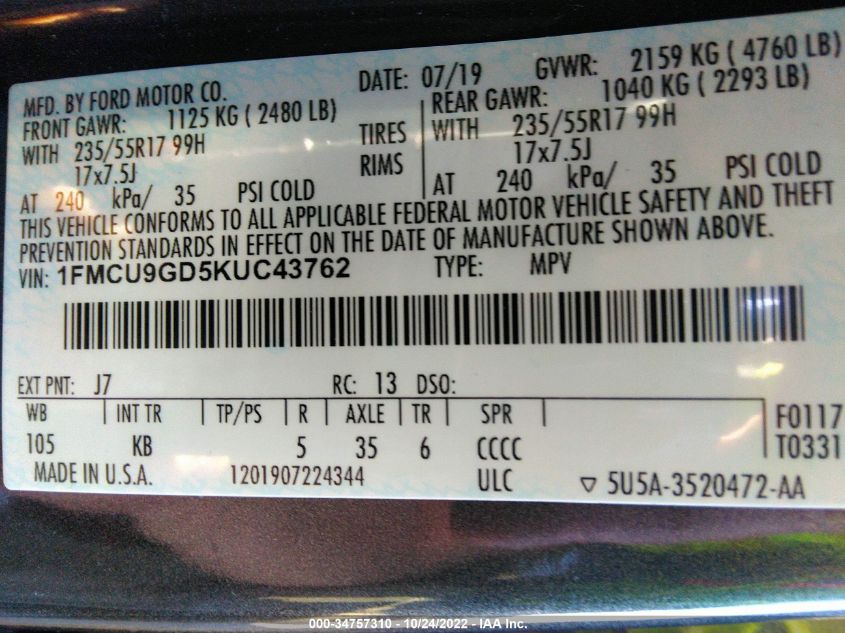 MFD. BY FORD MOTOR CO. DATE: 07/19 GVWR: 2159 KG ( 4760 LB)
FRONT GAWR: 1125 KG ( 2480 LB) REAR GAWR: 1040 KG ( 2293 LB)
WITH 235/55R17 99H TIRES WITH 235/55R17 99H
17x7.5J RIMS 17x7.5J
AT 240 kPa/ 35 PSI COLD AT 240 kPa/ 35 PSI COLD
THIS VEHICLE CONFORMS TO ALL APPLICABLE FEDERAL MOTOR VEHICLE SAFETY AND THEFT
PREVENTION STANDARDS IN EFFECT ON THE DATE OF MANUFACTURE SHOWN ABOVE.
VIN: 1FMCU9GD5KUC43762 TYPE: MPV
EXT PNT: J7 RC: 13 DSO:
WB INT TR TP/PS R AXLE TR SPR F0117
105 KB 5 35 6 CCCC T0331
MADE IN U.S.A. 1201907224344 ULC ▽ 5U5A-3520472-AA
000-34757310 - 10/24/2022 - IAA Inc.